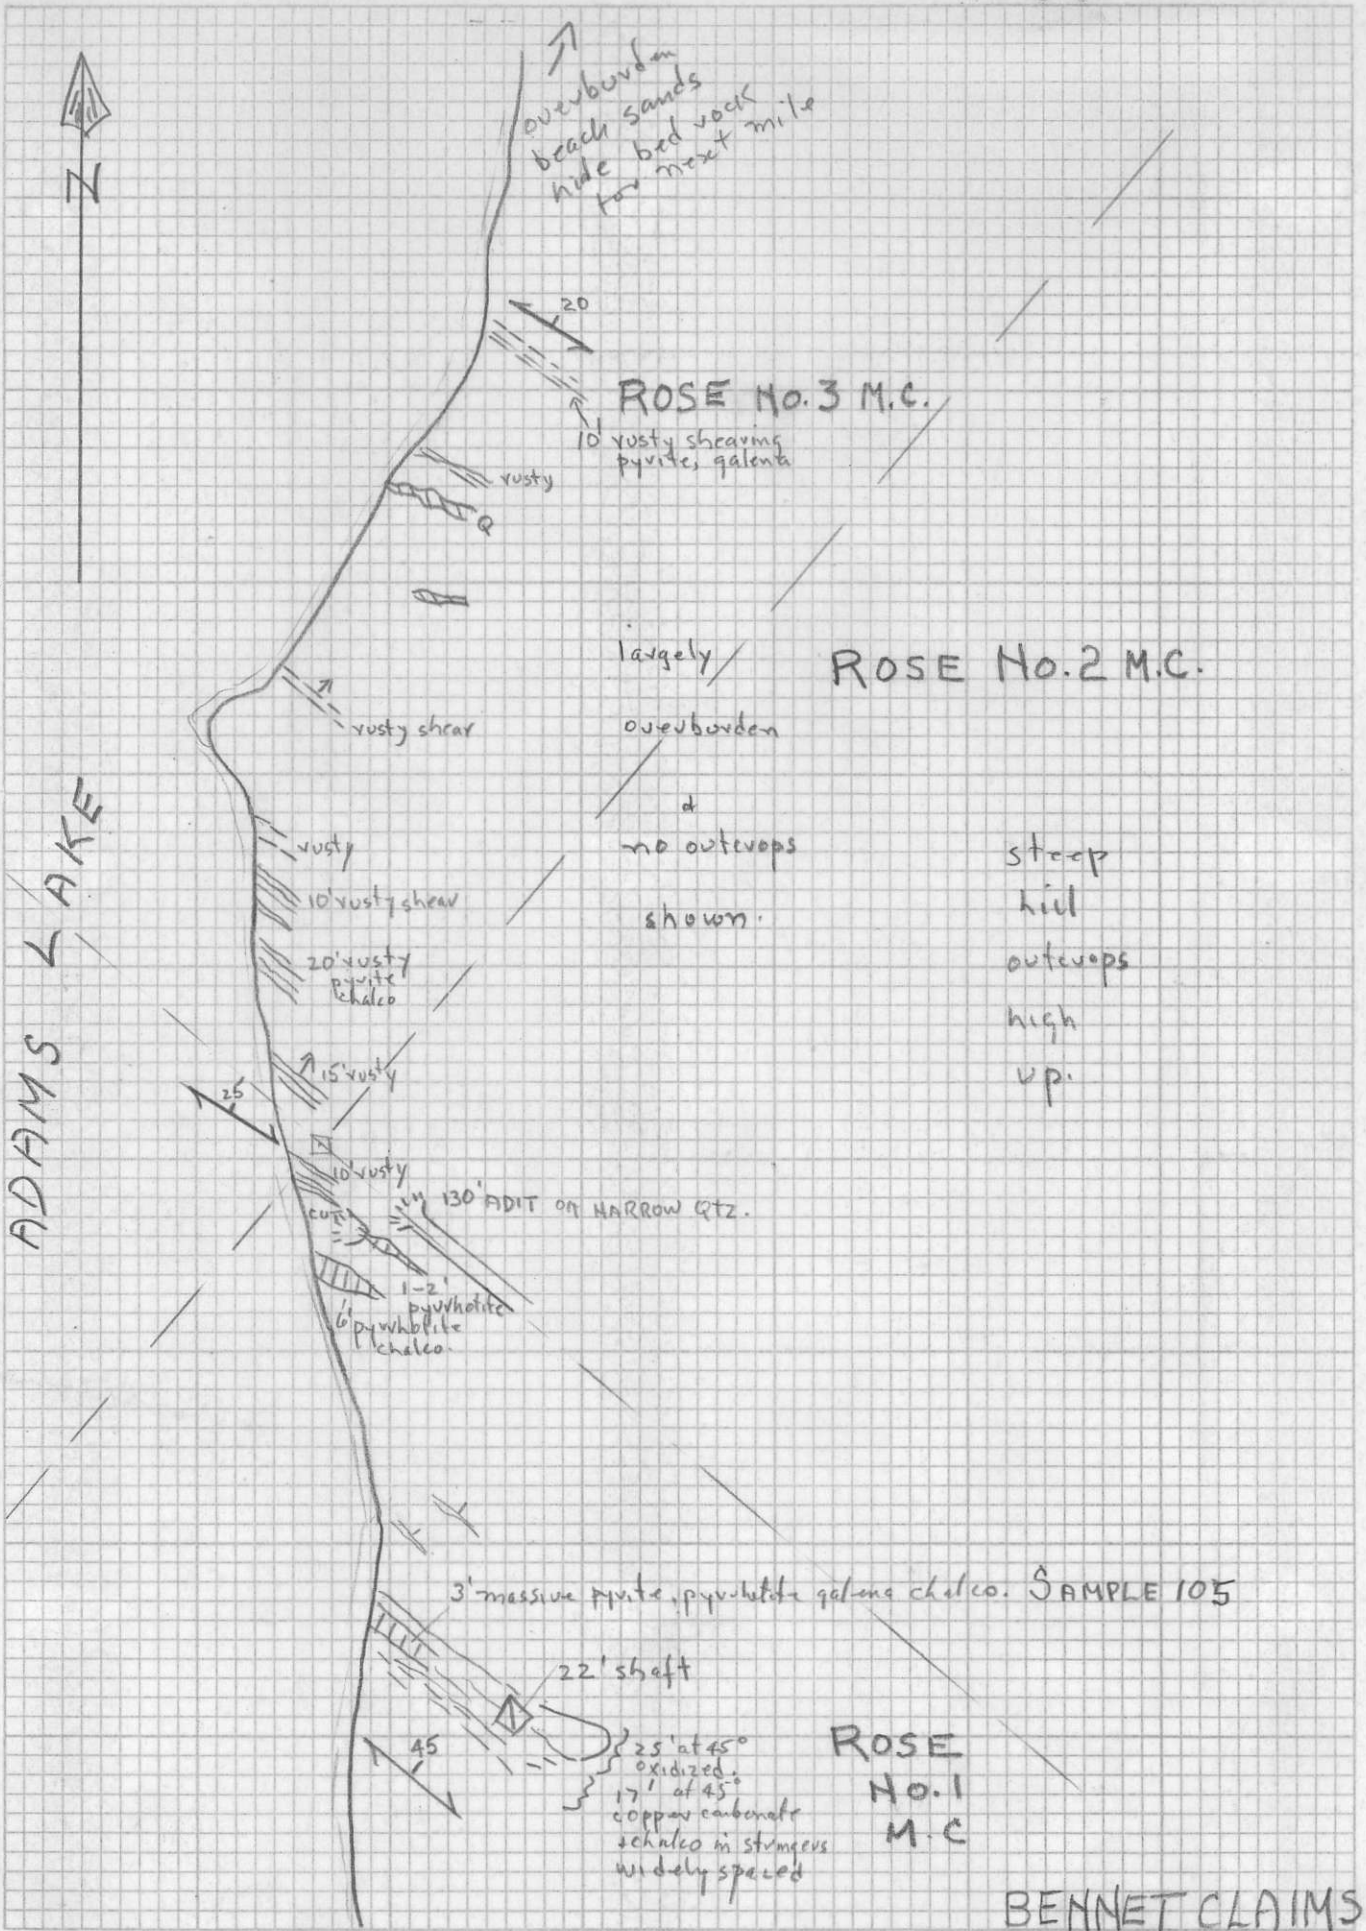 overburden
beach sands
hide bed rock
for next mile
N
20
ROSE No.3 M.C.
10' rusty shearing
pyrite, galena
rusty
Q
largely
ROSE No.2 M.C.
rusty shear
overburden
&
no outcrops
shown.
steep
hill
outcrops
high
up.
ADAMS LAKE
rusty
10' rusty shear
20' rusty
pyrite
chalco
15' rusty
25
10' rusty
CUT
130' ADIT ON NARROW QTZ.
1-2'
pyrrhotite
6'
pyrrhotite
chalco.
3' massive pyrite, pyrrhotite galena chalco. SAMPLE 105
22' shaft
45
25' at 45°
oxidized.
17' at 45°
copper carbonate
+chalco in stringers
widely spaced
ROSE
No.1
M.C
BENNET CLAIMS